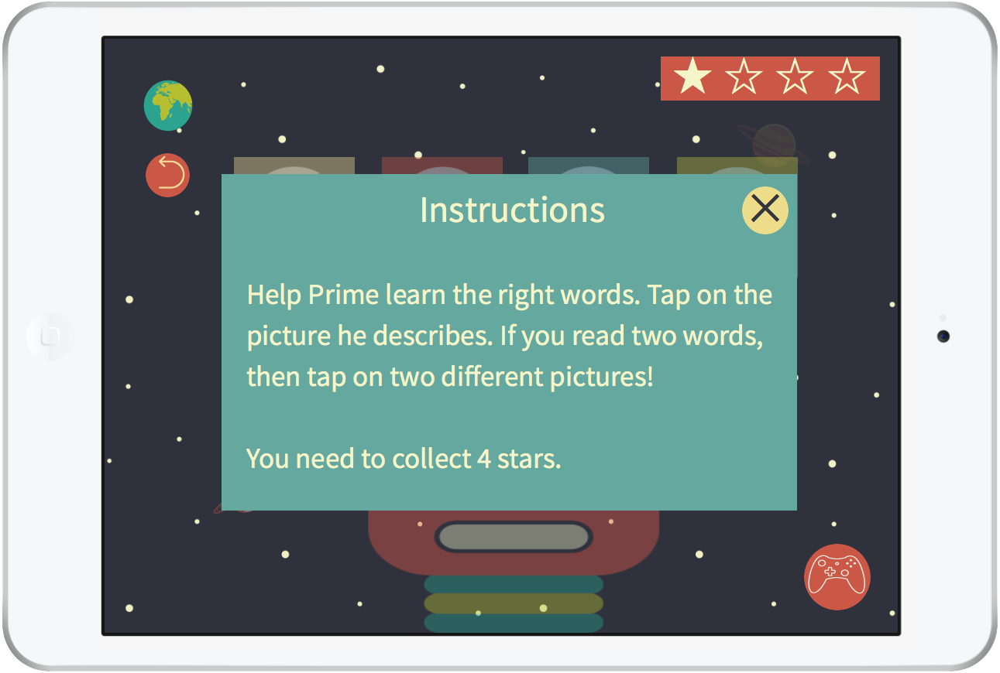 Instructions
Help Prime learn the right words. Tap on the
picture he describes. If you read two words,
then tap on two different pictures!
You need to collect 4 stars.